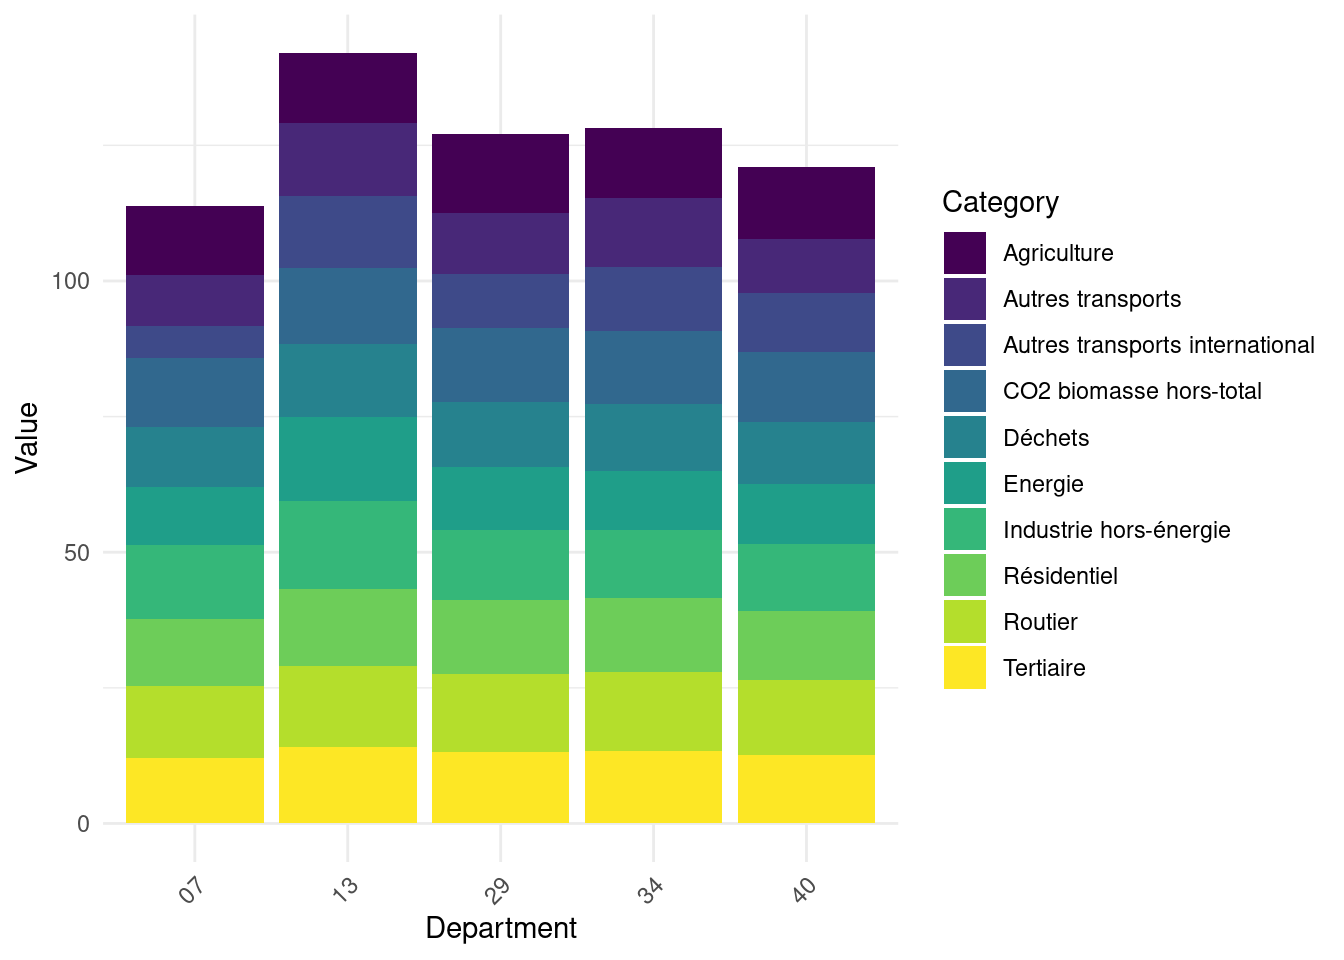 Value
100
50
0
07
13
29
34
40
Department
Category
Agriculture
Autres transports
Autres transports international
CO2 biomasse hors-total
Déchets
Energie
Industrie hors-énergie
Résidentiel
Routier
Tertiaire